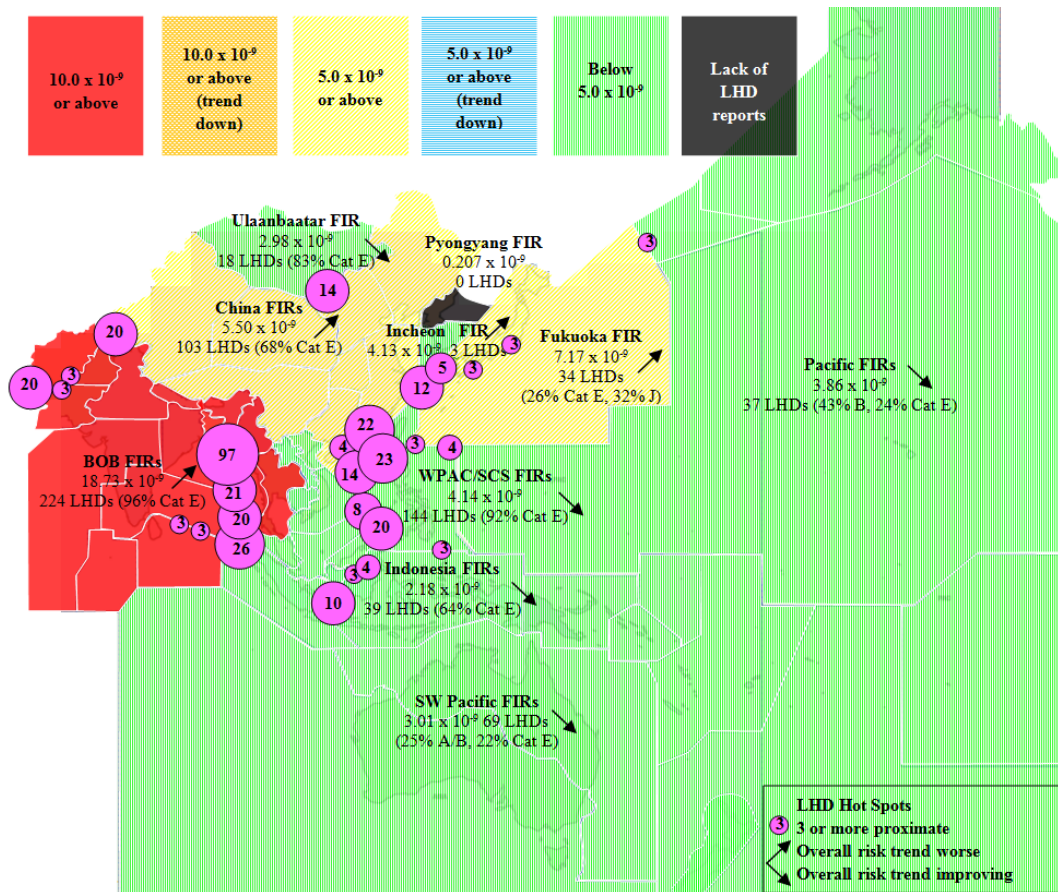 10.0 x 10⁻⁹
or above
10.0 x 10⁻⁹
or above
(trend
down)
5.0 x 10⁻⁹
or above
5.0 x 10⁻⁹
or above
(trend
down)
Below
5.0 x 10⁻⁹
Lack of
LHD
reports
Ulaanbaatar FIR
2.98 x 10⁻⁹
18 LHDs (83% Cat E)
Pyongyang FIR
0.207 x 10⁻⁹
0 LHDs
3
14
China FIRs
5.50 x 10⁻⁹
103 LHDs (68% Cat E)
Incheon FIR
4.13 x 10⁻⁹ 3 LHDs
Fukuoka FIR
7.17 x 10⁻⁹
34 LHDs
(26% Cat E, 32% J)
Pacific FIRs
3.86 x 10⁻⁹
37 LHDs (43% B, 24% Cat E)
20
20
3
3
3
5
3
12
22
4
23
3
4
14
BOB FIRs
18.73 x 10⁻⁹
224 LHDs (96% Cat E)
97
21
20
26
3
3
WPAC/SCS FIRs
4.14 x 10⁻⁹
144 LHDs (92% Cat E)
8
20
3
4
3
10
Indonesia FIRs
2.18 x 10⁻⁹
39 LHDs (64% Cat E)
SW Pacific FIRs
3.01 x 10⁻⁹ 69 LHDs
(25% A/B, 22% Cat E)
LHD Hot Spots
3 3 or more proximate
Overall risk trend worse
Overall risk trend improving